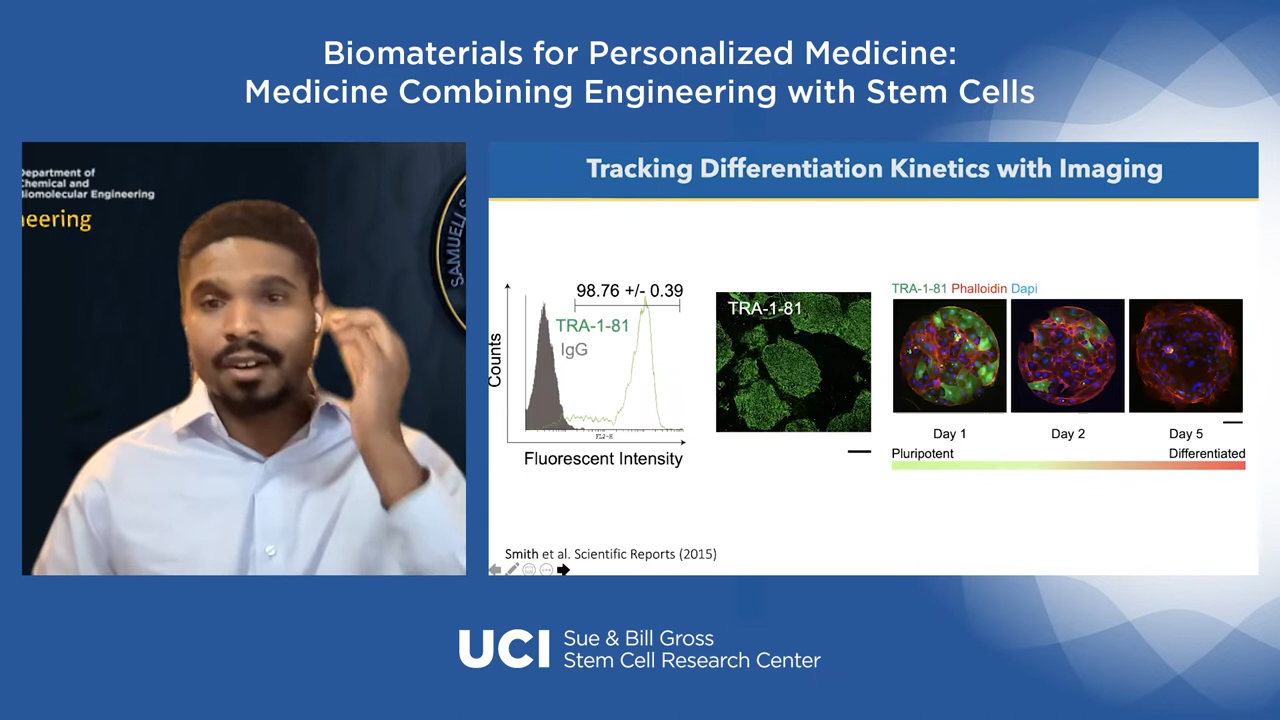 Biomaterials for Personalized Medicine:
Medicine Combining Engineering with Stem Cells
Department of
Chemical and
Biomolecular Engineering
neering
SAMUELI S
Tracking Differentiation Kinetics with Imaging
98.76 +/- 0.39
TRA-1-81
IgG
Counts
FL2-H
Fluorescent Intensity
TRA-1-81
TRA-1-81 Phalloidin Dapi
Day 1 Day 2 Day 5
Pluripotent Differentiated
Smith et al. Scientific Reports (2015)
UCI Sue & Bill Gross
Stem Cell Research Center